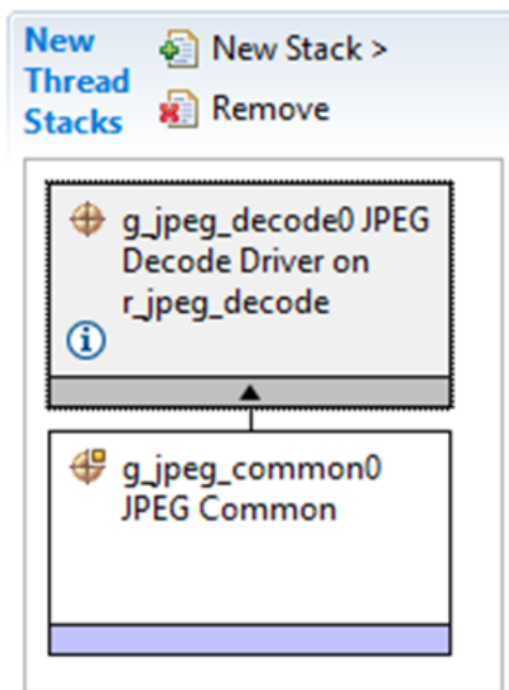 New
Thread
Stacks
New Stack >
Remove
g_jpeg_decode0 JPEG
Decode Driver on
r_jpeg_decode
g_jpeg_common0
JPEG Common